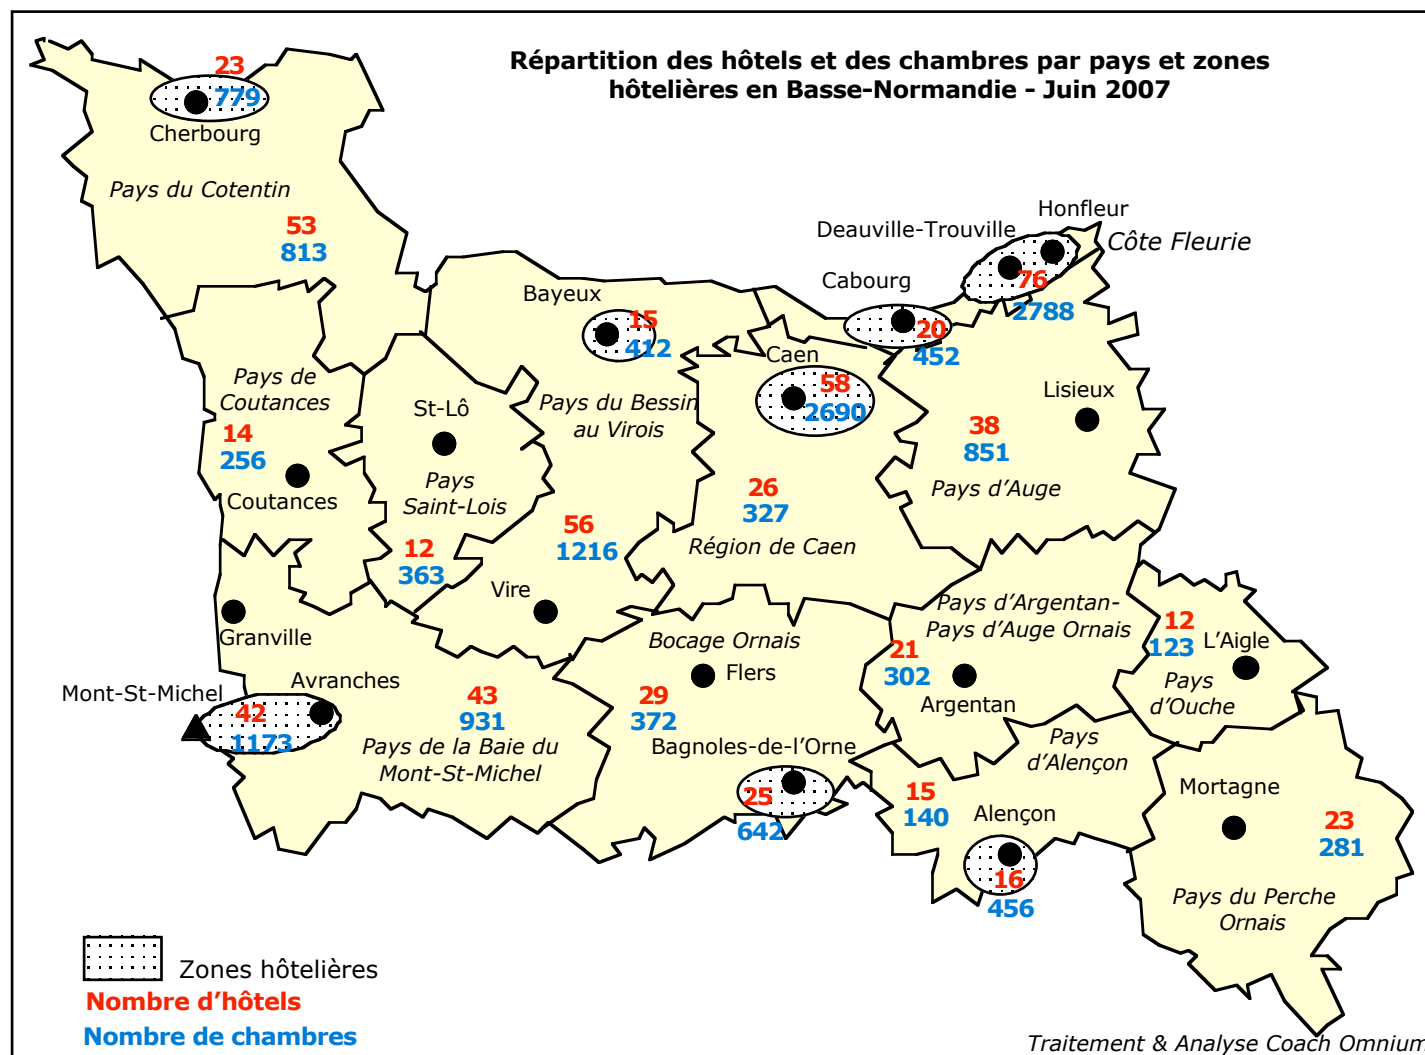 Répartition des hôtels et des chambres par pays et zones
hôtelières en Basse-Normandie - Juin 2007
23
779
Cherbourg
Pays du Cotentin
53
813
Honfleur
Deauville-Trouville
Côte Fleurie
76
2788
Cabourg
20
452
Bayeux
15
412
Caen
58
2690
Lisieux
38
851
Pays d'Auge
Pays de
Coutances
14
256
Coutances
St-Lô
Pays
Saint-Lois
12
363
Pays du Bessin
au Virois
56
1216
Vire
26
327
Région de Caen
Granville
Mont-St-Michel
Avranches
42
1173
43
931
Pays de la Baie du
Mont-St-Michel
Bocage Ornais
Flers
29
372
Bagnoles-de-l'Orne
25
642
Pays d'Argentan-
Pays d'Auge Ornais
21
302
Argentan
12
123
L'Aigle
Pays
d'Ouche
Pays
d'Alençon
15
140
Alençon
16
456
Mortagne
23
281
Pays du Perche
Ornais
Zones hôtelières
Nombre d'hôtels
Nombre de chambres
Traitement & Analyse Coach Omnium